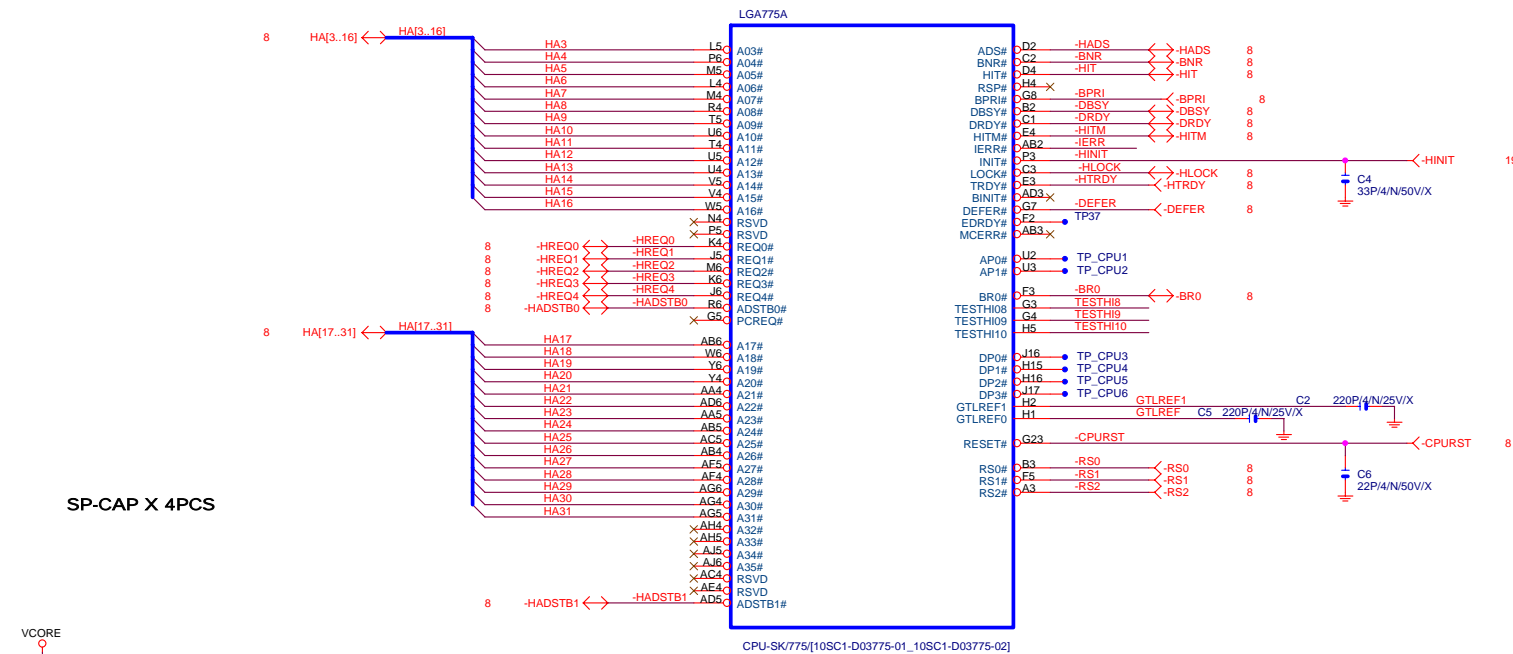 LGA775A
8 HA[3..16] HA[3..16]
HA3 L5 A03#
HA4 P6 A04#
HA5 M5 A05#
HA6 L4 A06#
HA7 M4 A07#
HA8 R4 A08#
HA9 T5 A09#
HA10 U6 A10#
HA11 T4 A11#
HA12 U5 A12#
HA13 U4 A13#
HA14 V5 A14#
HA15 V4 A15#
HA16 W5 A16#
N4 RSVD
P5 RSVD
8 -HREQ0 -HREQ0 K4 REQ0#
8 -HREQ1 -HREQ1 J5 REQ1#
8 -HREQ2 -HREQ2 M6 REQ2#
8 -HREQ3 -HREQ3 K6 REQ3#
8 -HREQ4 -HREQ4 J6 REQ4#
8 -HADSTB0 -HADSTB0 R6 ADSTB0#
G5 PCREQ#
8 HA[17..31] HA[17..31]
HA17 AB6 A17#
HA18 W6 A18#
HA19 Y6 A19#
HA20 Y4 A20#
HA21 AA4 A21#
HA22 AD6 A22#
HA23 AA5 A23#
HA24 AB5 A24#
HA25 AC5 A25#
HA26 AB4 A26#
HA27 AF5 A27#
HA28 AF4 A28#
HA29 AG6 A29#
HA30 AG4 A30#
HA31 AG5 A31#
AH4 A32#
AH5 A33#
AJ5 A34#
AJ6 A35#
AC4 RSVD
AE4 RSVD
8 -HADSTB1 -HADSTB1 AD5 ADSTB1#
ADS# D2 -HADS -HADS 8
BNR# C2 -BNR -BNR 8
HIT# D4 -HIT -HIT 8
RSP# H4
BPRI# G8 -BPRI -BPRI 8
DBSY# B2 -DBSY -DBSY 8
DRDY# C1 -DRDY -DRDY 8
HITM# E4 -HITM -HITM 8
IERR# AB2 -IERR
INIT# P3 -HINIT -HINIT
LOCK# C3 -HLOCK -HLOCK 8
TRDY# E3 -HTRDY -HTRDY 8
C4
33P/4/N/50V/X
BINIT# AD3
DEFER# G7 -DEFER -DEFER 8
EDRDY# F2 TP37
MCERR# AB3
AP0# U2 TP_CPU1
AP1# U3 TP_CPU2
BR0# F3 -BR0 -BR0 8
TESTHI08 G3 TESTHI8
TESTHI09 G4 TESTHI9
TESTHI10 H5 TESTHI10
DP0# J16 TP_CPU3
DP1# H15 TP_CPU4
DP2# H16 TP_CPU5
DP3# J17 TP_CPU6
GTLREF1 H2 GTLREF1 C2 220P/4/N/25V/X
GTLREF0 H1 GTLREF C5 220P/4/N/25V/X
RESET# G23 -CPURST -CPURST 8
RS0# B3 -RS0 -RS0 8
RS1# F5 -RS1 -RS1 8
RS2# A3 -RS2 -RS2 8
C6
22P/4/N/50V/X
SP-CAP X 4PCS
VCORE
CPU-SK/775/[10SC1-D03775-01_10SC1-D03775-02]